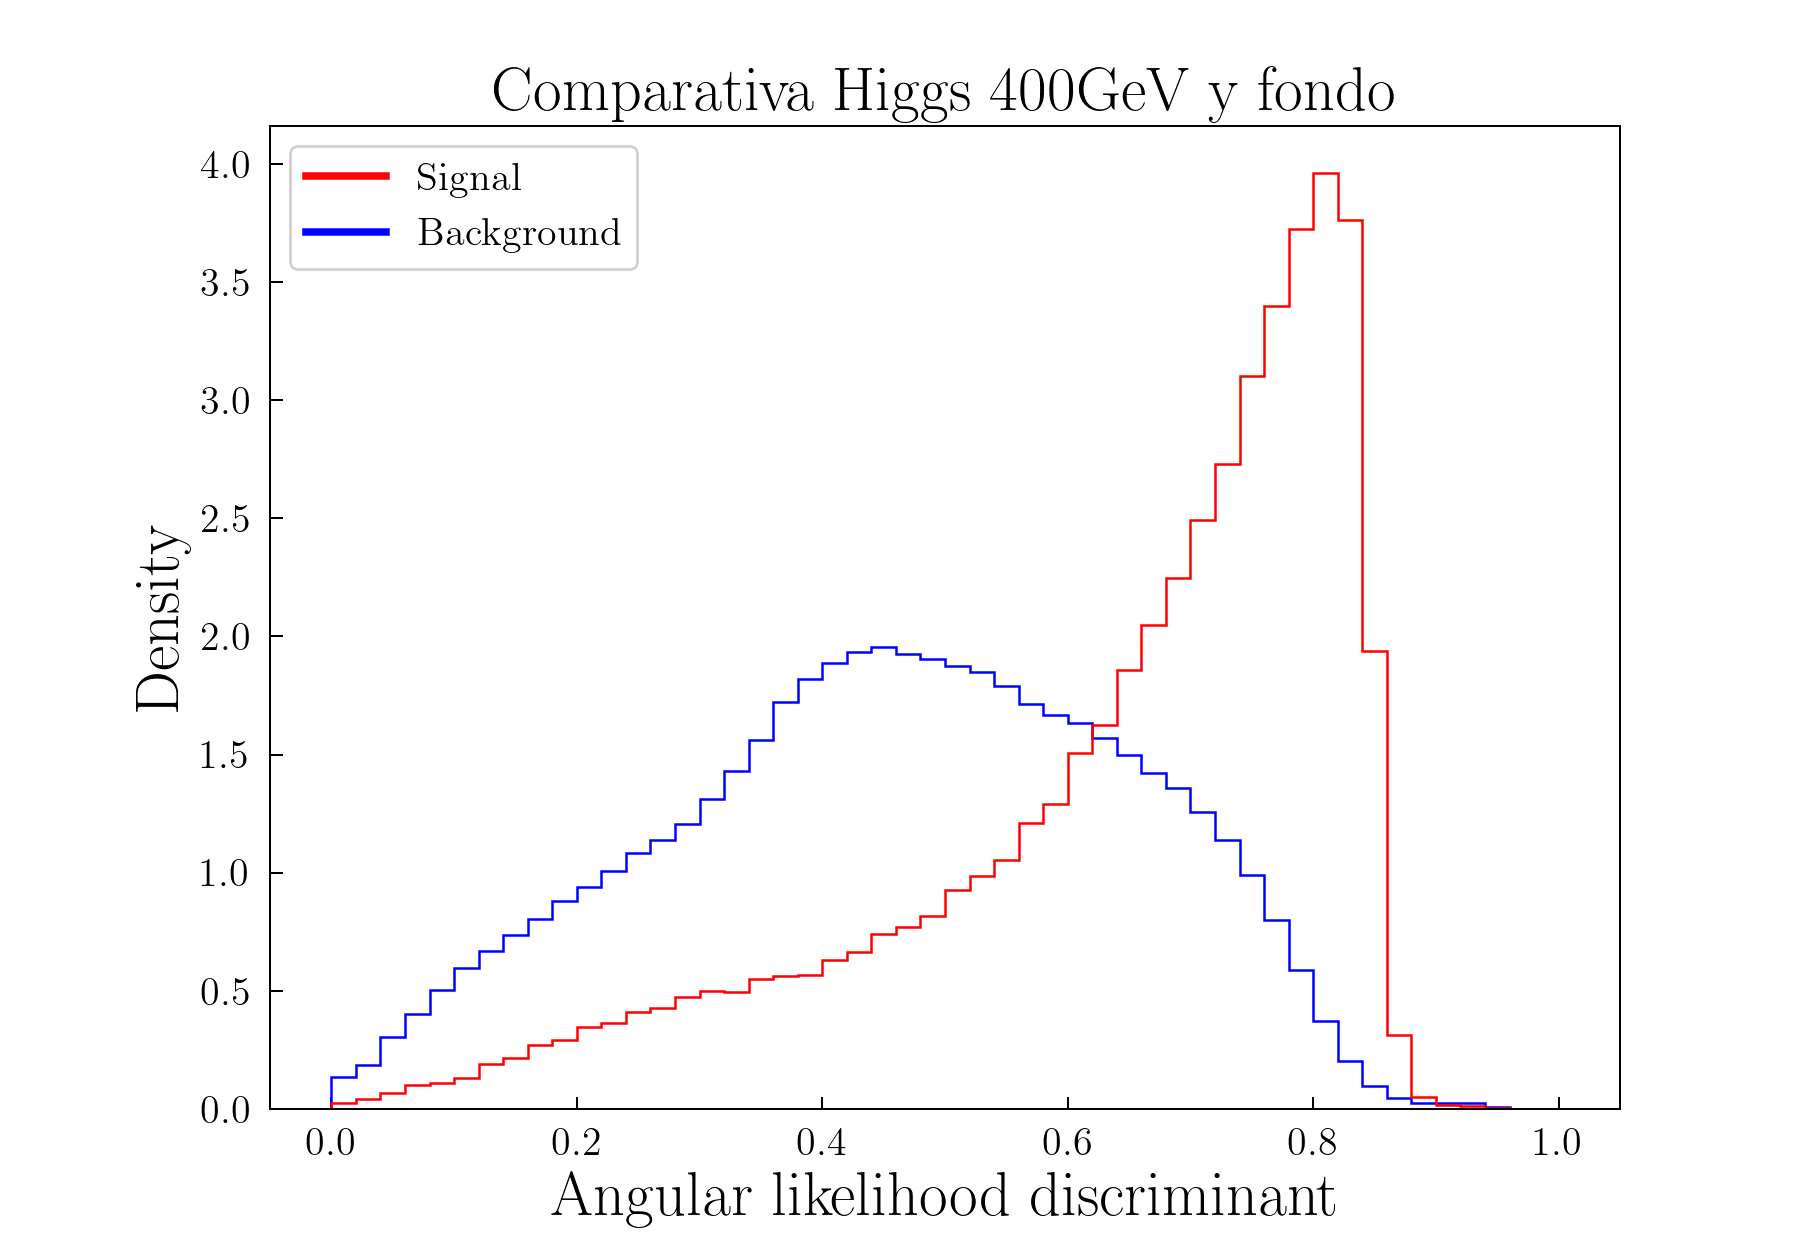 Comparativa Higgs 400GeV y fondo
Signal
Background
4.0
3.5
3.0
2.5
2.0
1.5
1.0
0.5
0.0
Density
0.0 0.2 0.4 0.6 0.8 1.0
Angular likelihood discriminant